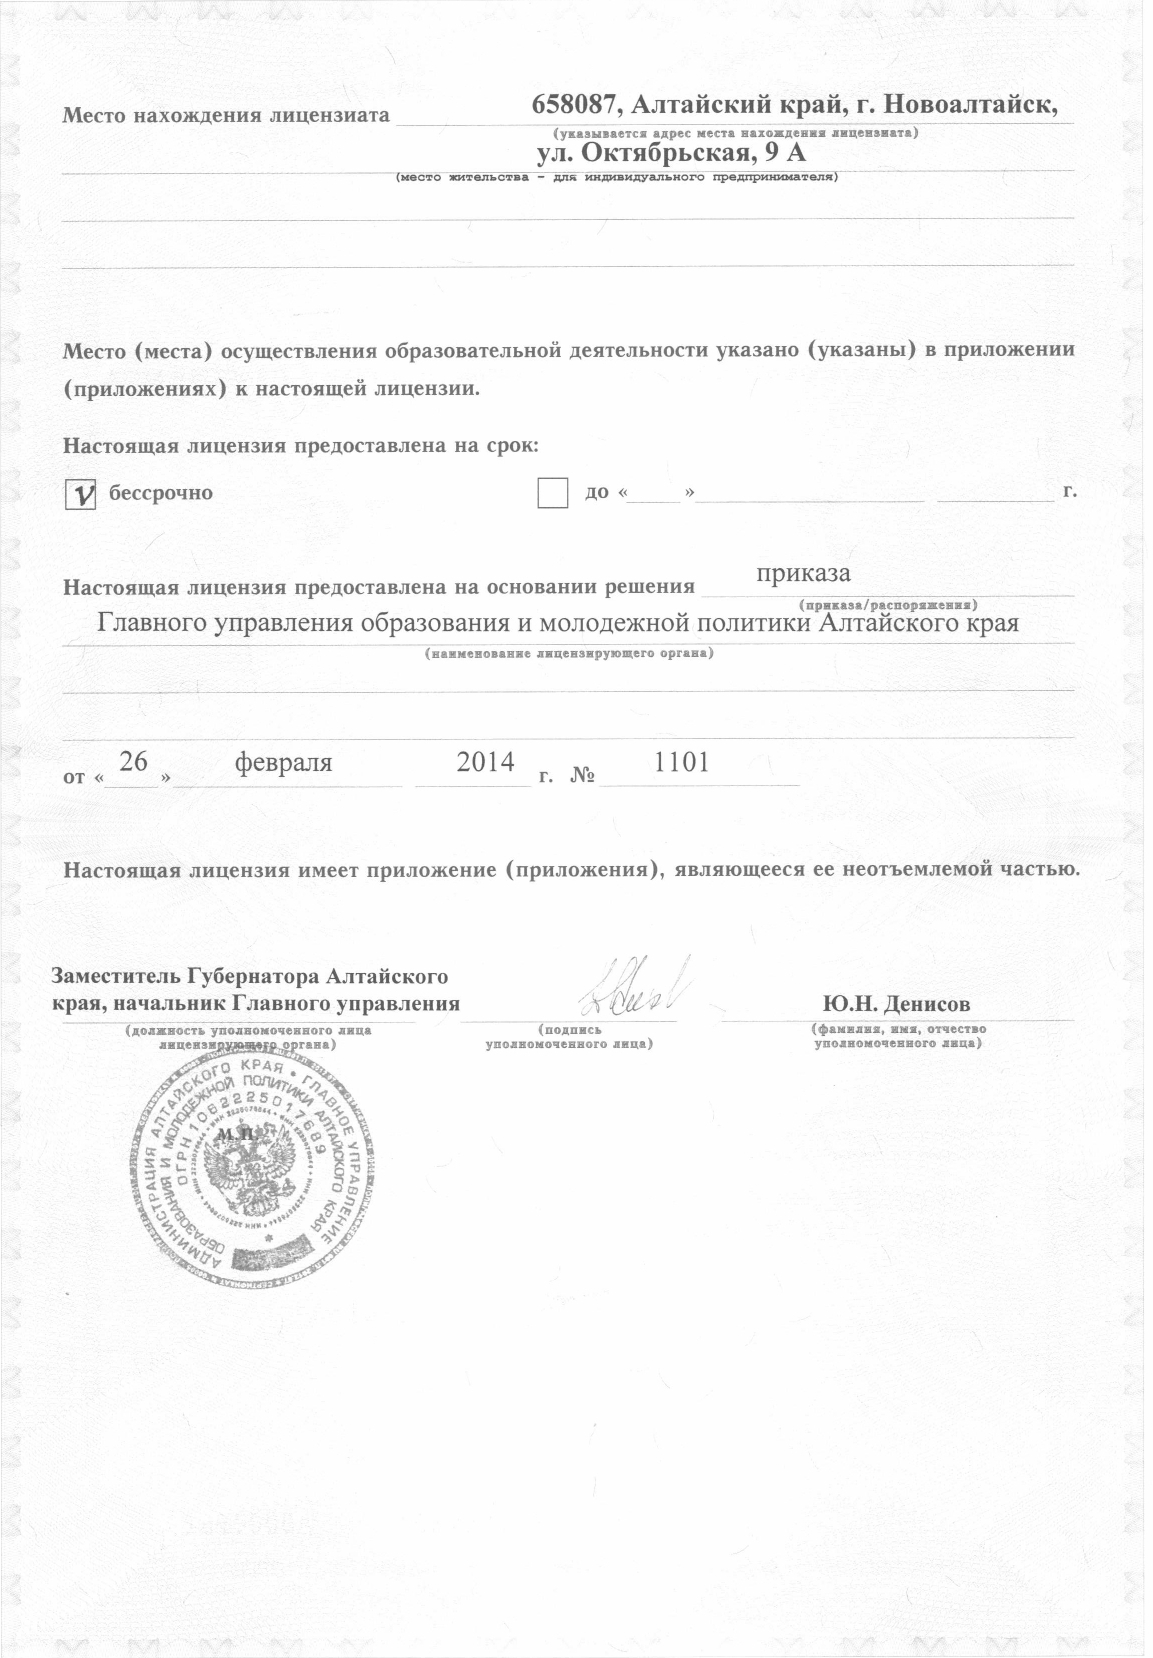 Место нахождения лицензиата 658087, Алтайский край, г. Новоалтайск,
(указывается адрес места нахождения лицензиата)
ул. Октябрьская, 9 А
(место жительства – для индивидуального предпринимателя)
Место (места) осуществления образовательной деятельности указано (указаны) в приложении
(приложениях) к настоящей лицензии.
Настоящая лицензия предоставлена на срок:
V бессрочно до « » г.
Настоящая лицензия предоставлена на основании решения приказа
(приказа/распоряжения)
Главного управления образования и молодежной политики Алтайского края
(наименование лицензирующего органа)
от « 26 » февраля 2014 г. № 1101
Настоящая лицензия имеет приложение (приложения), являющееся ее неотъемлемой частью.
Заместитель Губернатора Алтайского
края, начальник Главного управления Ю.Н. Денисов
(должность уполномоченного лица (подпись (фамилия, имя, отчество
лицензирующего органа) уполномоченного лица) уполномоченного лица)
М.П.
АДМИНИСТРАЦИЯ АЛТАЙСКОГО КРАЯ • ГЛАВНОЕ УПРАВЛЕНИЕ
ОБРАЗОВАНИЯ И МОЛОДЕЖНОЙ ПОЛИТИКИ АЛТАЙСКОГО КРАЯ
ОГРН 1062225017689